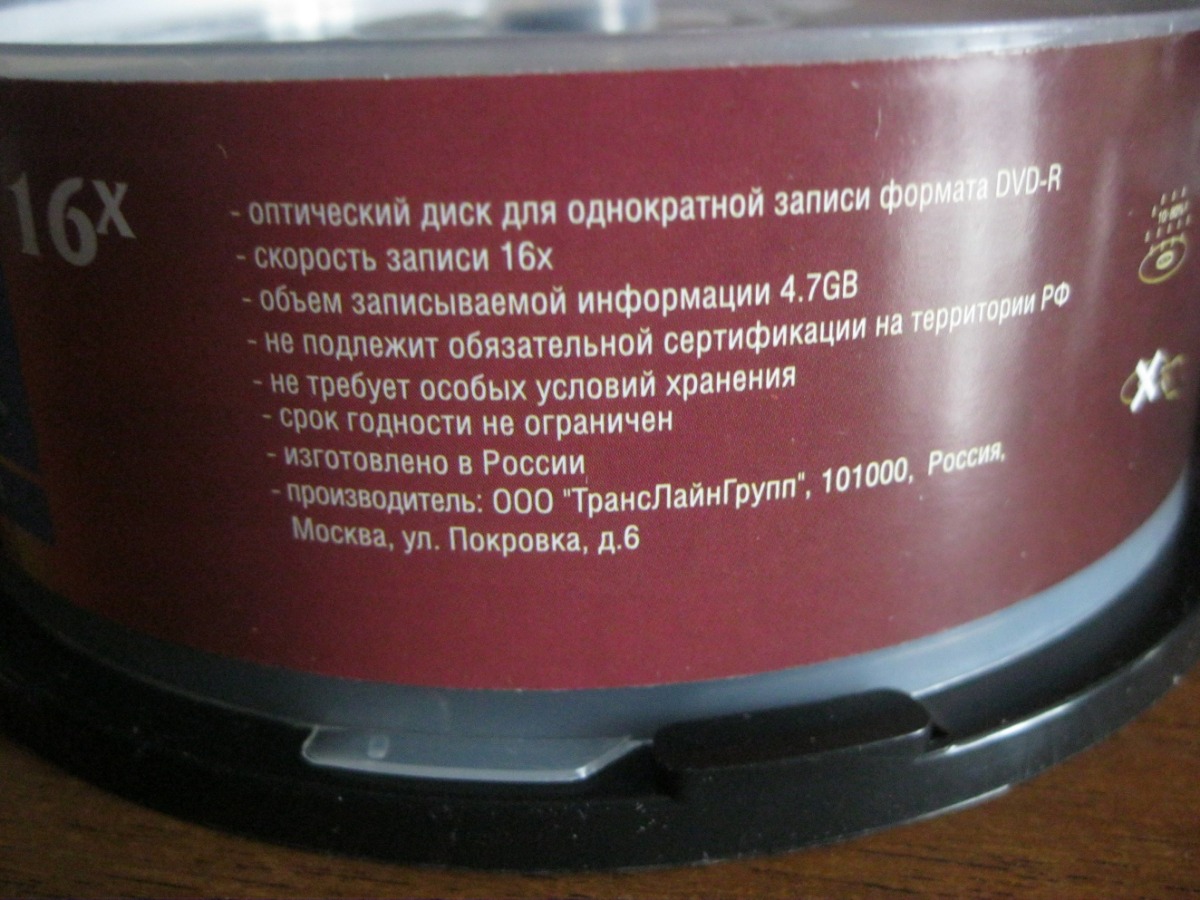 16x
- оптический диск для однократной записи формата DVD-R
- скорость записи 16x
- объем записываемой информации 4.7GB
- не подлежит обязательной сертификации на территории РФ
- не требует особых условий хранения
- срок годности не ограничен
- изготовлено в России
- производитель: ООО "ТрансЛайнГрупп", 101000, Россия,
Москва, ул. Покровка, д.6